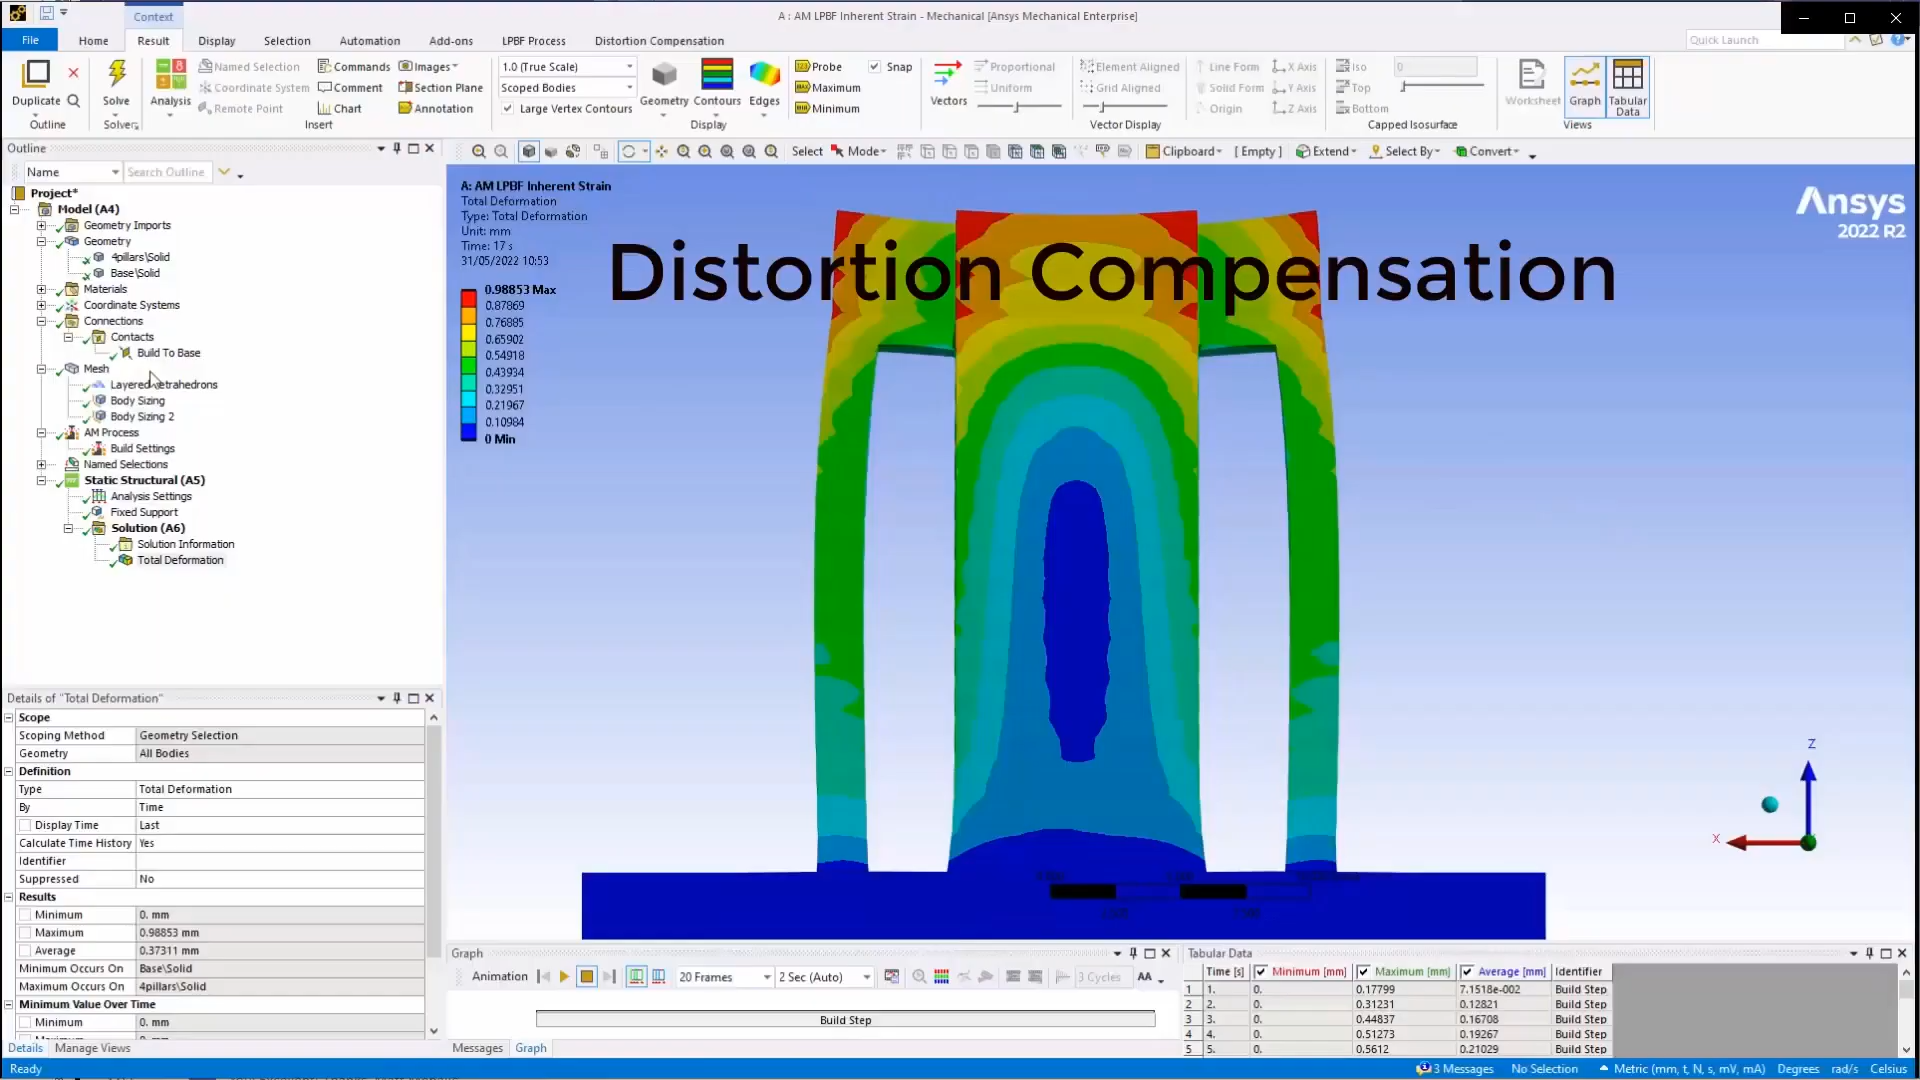 Context
A : AM LPBF Inherent Strain - Mechanical [Ansys Mechanical Enterprise]
File Home Result Display Selection Automation Add-ons LPBF Process Distortion Compensation
Quick Launch
Named Selection Commands Images 1.0 (True Scale) Probe Snap Proportional Element Aligned Line Form X Axis Iso 0
Coordinate System Comment Section Plane Scoped Bodies Maximum Uniform Grid Aligned Solid Form Y Axis Top
Duplicate Solve Analysis Remote Point Chart Annotation Large Vertex Contours Geometry Contours Edges Minimum Vectors Origin Z Axis Bottom Worksheet Graph Tabular Data
Outline Solver Insert Display Vector Display Capped Isosurface Views
Outline
Select Mode Clipboard [ Empty ] Extend Select By Convert
Name Search Outline
Project*
Model (A4)
Geometry Imports
Geometry
4pillars\Solid
Base\Solid
Materials
Coordinate Systems
Connections
Contacts
Build To Base
Mesh
Body Sizing
Body Sizing 2
AM Process
Build Settings
Named Selections
Static Structural (A5)
Analysis Settings
Fixed Support
Solution (A6)
Solution Information
Total Deformation
A: AM LPBF Inherent Strain
Total Deformation
Type: Total Deformation
Unit: mm
Time: 17 s
31/05/2022 10:53
0.98853 Max
0.87869
0.76885
0.65902
0.54918
0.43934
0.32951
0.21967
0.10984
0 Min
Distortion Compensation
Ansys
2022 R2
Z
X
Details of "Total Deformation"
Scope
Scoping Method Geometry Selection
Geometry All Bodies
Definition
Type Total Deformation
By Time
Display Time Last
Calculate Time History Yes
Identifier
Suppressed No
Results
Minimum 0. mm
Maximum 0.98853 mm
Average 0.37311 mm
Minimum Occurs On Base\Solid
Maximum Occurs On 4pillars\Solid
Minimum Value Over Time
Minimum 0. mm
Details Manage Views
Graph
Animation 20 Frames 2 Sec (Auto) 3 Cycles AA
Build Step
Messages Graph
Tabular Data
Time [s] Minimum [mm] Maximum [mm] Average [mm] Identifier
1 1. 0. 0.17799 7.1518e-002 Build Step
2 2. 0. 0.31231 0.12821 Build Step
3 3. 0. 0.44837 0.16708 Build Step
4 4. 0. 0.51273 0.19267 Build Step
5 5. 0. 0.5612 0.21029 Build Step
Ready
3 Messages No Selection Metric (mm, t, N, s, mV, mA) Degrees rad/s Celsius